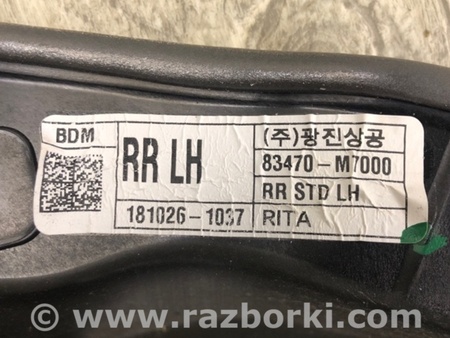 BDM
RR LH
181026-1037
(주)광진상공
83470-M7000
RR STD LH
RITA
© www.razborki.com